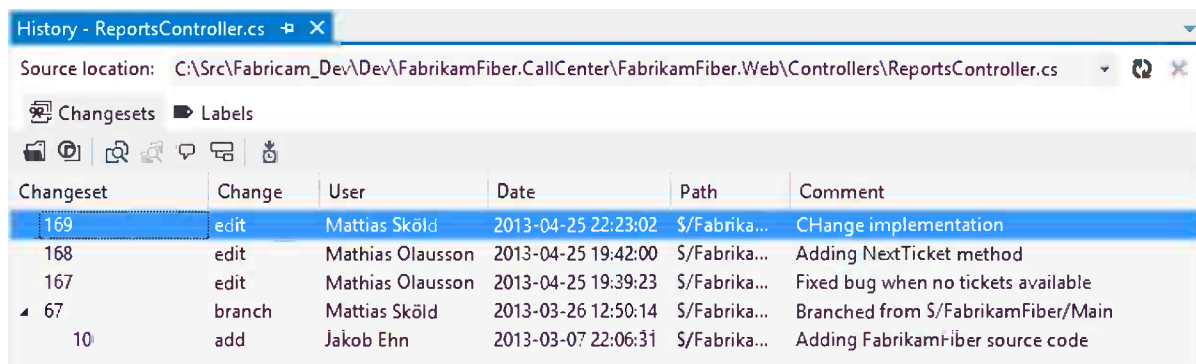 History - ReportsController.cs
Source location: C:\Src\Fabricam_Dev\Dev\FabrikamFiber.CallCenter\FabrikamFiber.Web\Controllers\ReportsController.cs
Changesets Labels
Changeset Change User Date Path Comment
169 edit Mattias Sköld 2013-04-25 22:23:02 $/Fabrika... CHange implementation
168 edit Mathias Olausson 2013-04-25 19:42:00 $/Fabrika... Adding NextTicket method
167 edit Mathias Olausson 2013-04-25 19:39:23 $/Fabrika... Fixed bug when no tickets available
67 branch Mattias Sköld 2013-03-26 12:50:14 $/Fabrika... Branched from $/FabrikamFiber/Main
10 add Jakob Ehn 2013-03-07 22:06:31 $/Fabrika... Adding FabrikamFiber source code